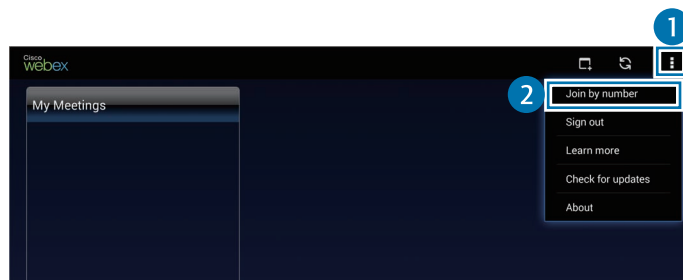 1
Cisco
webex
2
Join by number
My Meetings
Sign out
Learn more
Check for updates
About